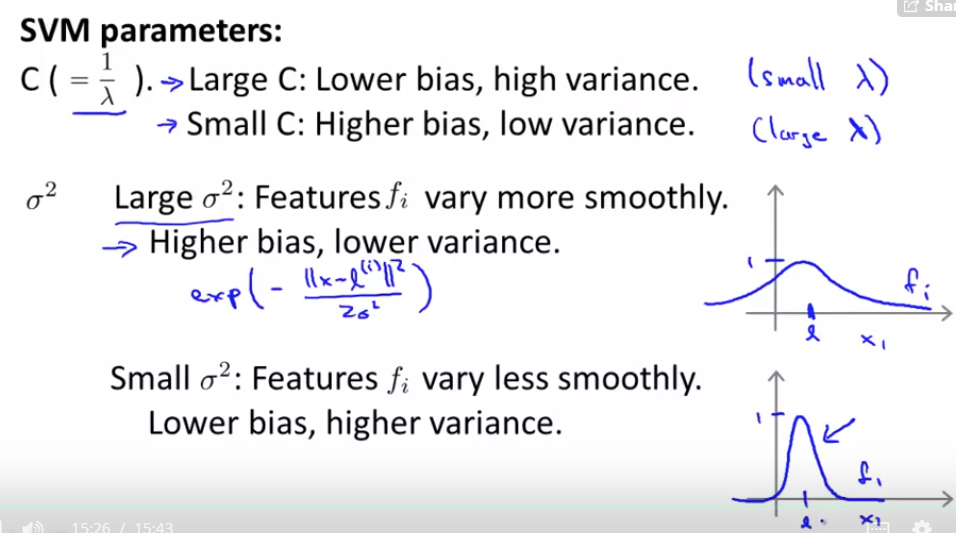 Shar
SVM parameters:
C ( = 1/λ ). → Large C: Lower bias, high variance. (small λ)
→ Small C: Higher bias, low variance. (large λ)
σ² Large σ²: Features fᵢ vary more smoothly.
→ Higher bias, lower variance.
exp(- ||x-l⁽ⁱ⁾||² / 2σ²)
1
fᵢ
l x₁
Small σ²: Features fᵢ vary less smoothly.
Lower bias, higher variance.
1
l
15:26 / 15:43